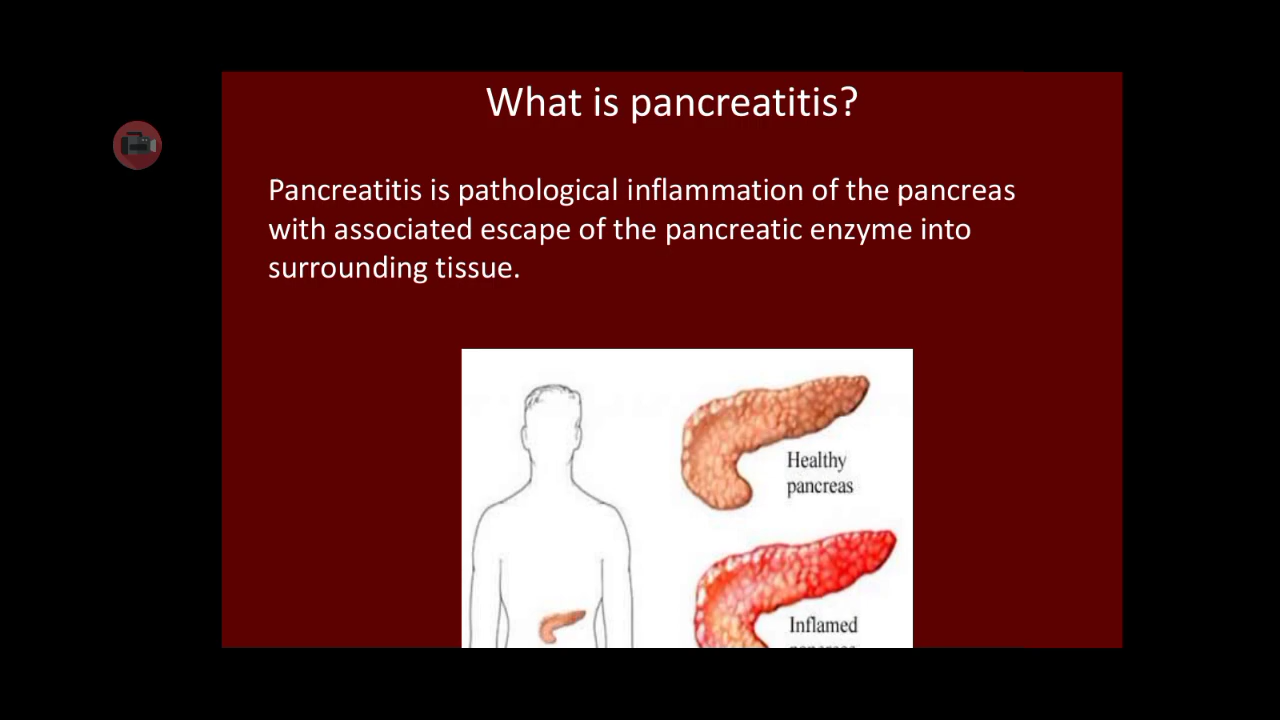 What is pancreatitis?
Pancreatitis is pathological inflammation of the pancreas
with associated escape of the pancreatic enzyme into
surrounding tissue.
Healthy
pancreas
Inflamed